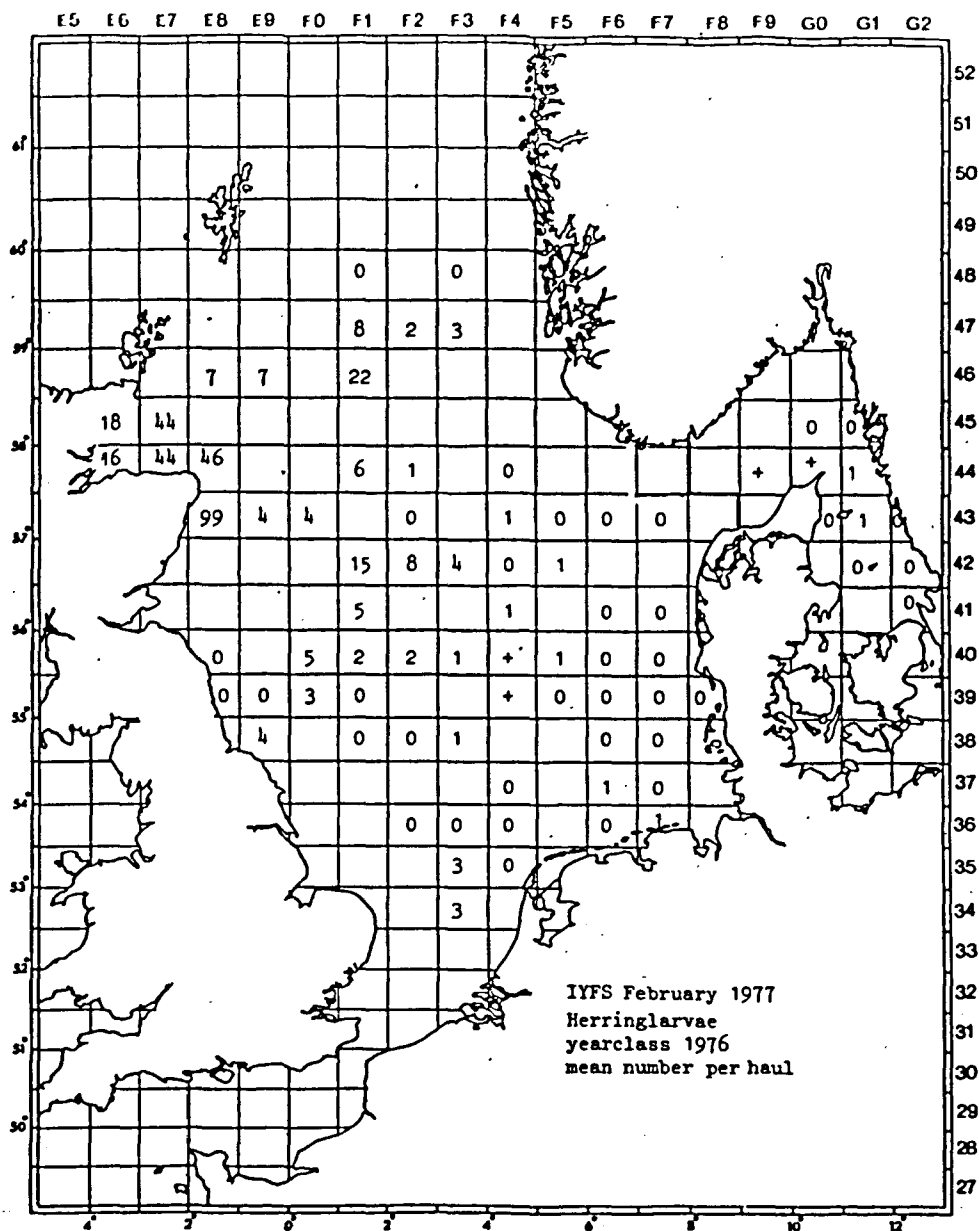 E5 E6 E7 E8 E9 F0 F1 F2 F3 F4 F5 F6 F7 F8 F9 G0 G1 G2
52
51
61°
50
49
60°
0 0 48
8 2 3 47
59°
7 7 22 46
18 44 0 0 45
58°
16 44 46 6 1 0 + + 1 44
99 4 4 0 1 0 0 0 0 1 2 43
57°
15 8 4 0 1 0 0 42
5 1 0 0 0 41
56°
0 5 2 2 1 + 1 0 0 40
0 0 3 0 + 0 0 0 0 39
55°
4 0 0 1 0 0 38
0 1 0 37
54°
0 0 0 0 1 36
3 0 35
53°
3 34
33
52°
32
IYFS February 1977
Herringlarvae
yearclass 1976
mean number per haul
31
51°
30
29
50°
28
27
4° 2° 0° 2° 4° 6° 8° 10° 12°